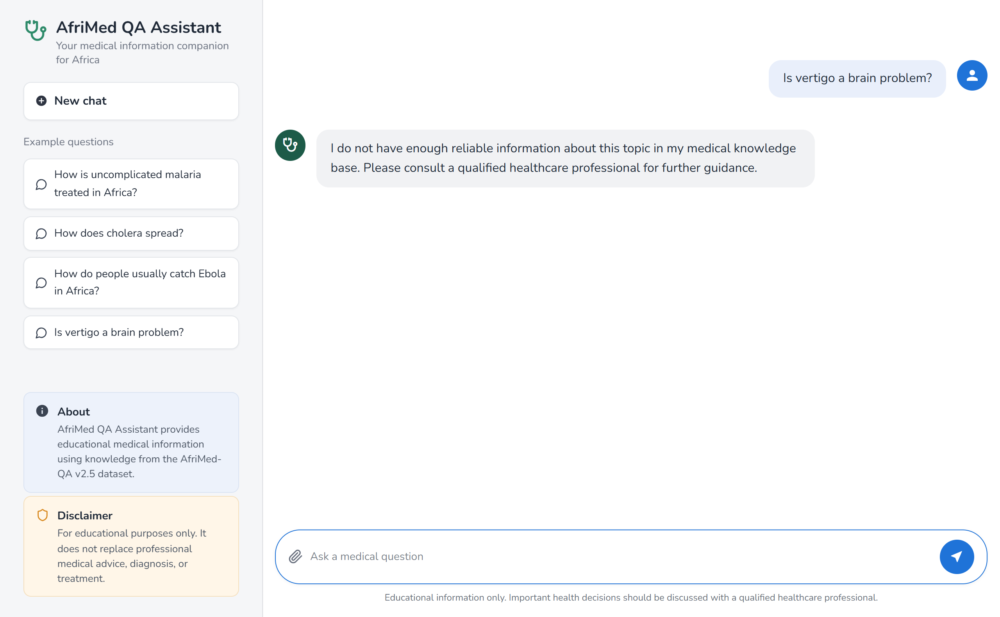 AfriMed QA Assistant
Your medical information companion
for Africa
New chat
Example questions
How is uncomplicated malaria
treated in Africa?
How does cholera spread?
How do people usually catch Ebola
in Africa?
Is vertigo a brain problem?
About
AfriMed QA Assistant provides
educational medical information
using knowledge from the AfriMed-
QA v2.5 dataset.
Disclaimer
For educational purposes only. It
does not replace professional
medical advice, diagnosis, or
treatment.
Is vertigo a brain problem?
I do not have enough reliable information about this topic in my medical knowledge
base. Please consult a qualified healthcare professional for further guidance.
Ask a medical question
Educational information only. Important health decisions should be discussed with a qualified healthcare professional.